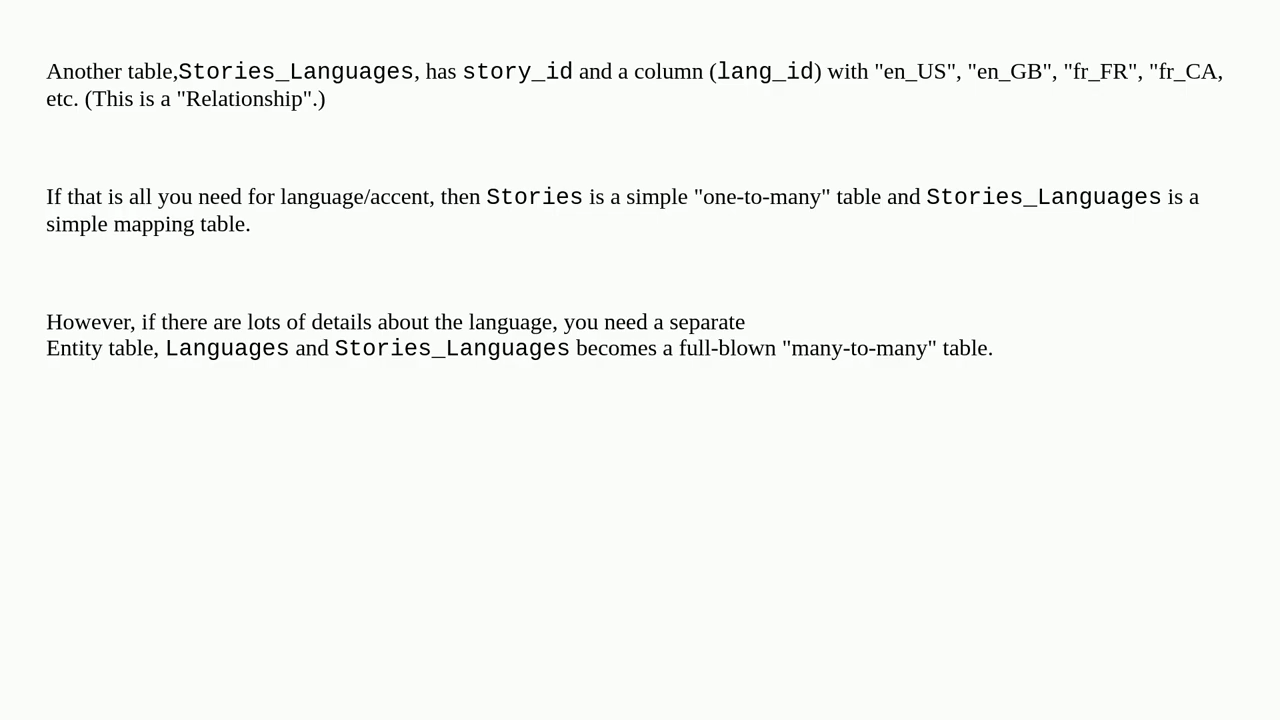 Another table,Stories_Languages, has story_id and a column (lang_id) with "en_US", "en_GB", "fr_FR", "fr_CA,
etc. (This is a "Relationship".)
If that is all you need for language/accent, then Stories is a simple "one-to-many" table and Stories_Languages is a
simple mapping table.
However, if there are lots of details about the language, you need a separate
Entity table, Languages and Stories_Languages becomes a full-blown "many-to-many" table.